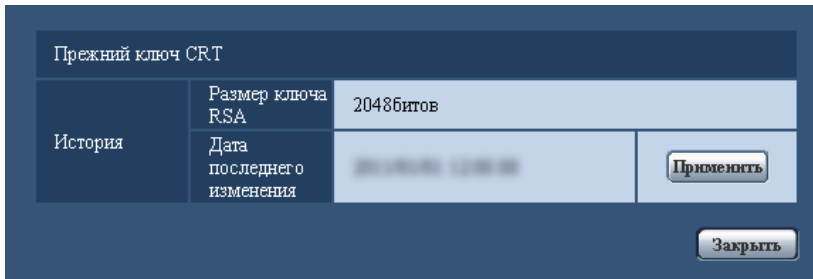 Прежний ключ CRT
История
Размер ключа
RSA
2048битов
Дата
последнего
изменения
Применить
Закрыть